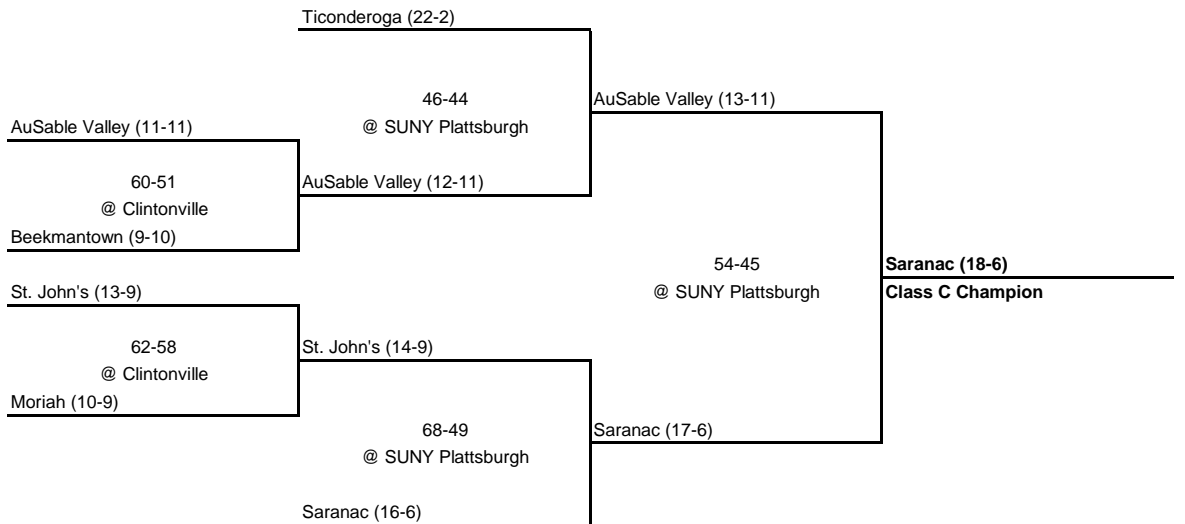 Ticonderoga (22-2)
46-44
@ SUNY Plattsburgh
AuSable Valley (13-11)
AuSable Valley (11-11)
60-51
@ Clintonville
AuSable Valley (12-11)
Beekmantown (9-10)
54-45
@ SUNY Plattsburgh
Saranac (18-6)
Class C Champion
St. John's (13-9)
62-58
@ Clintonville
St. John's (14-9)
Moriah (10-9)
68-49
@ SUNY Plattsburgh
Saranac (17-6)
Saranac (16-6)